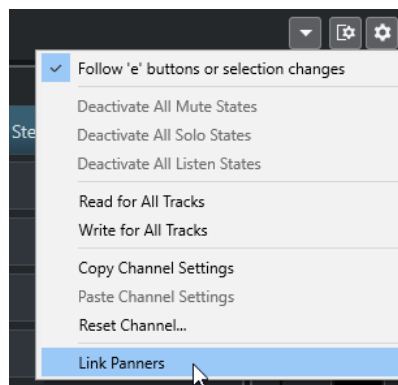 Follow 'e' buttons or selection changes
Deactivate All Mute States
Ste
Deactivate All Solo States
Deactivate All Listen States
Read for All Tracks
Write for All Tracks
Copy Channel Settings
Paste Channel Settings
Reset Channel...
Link Panners